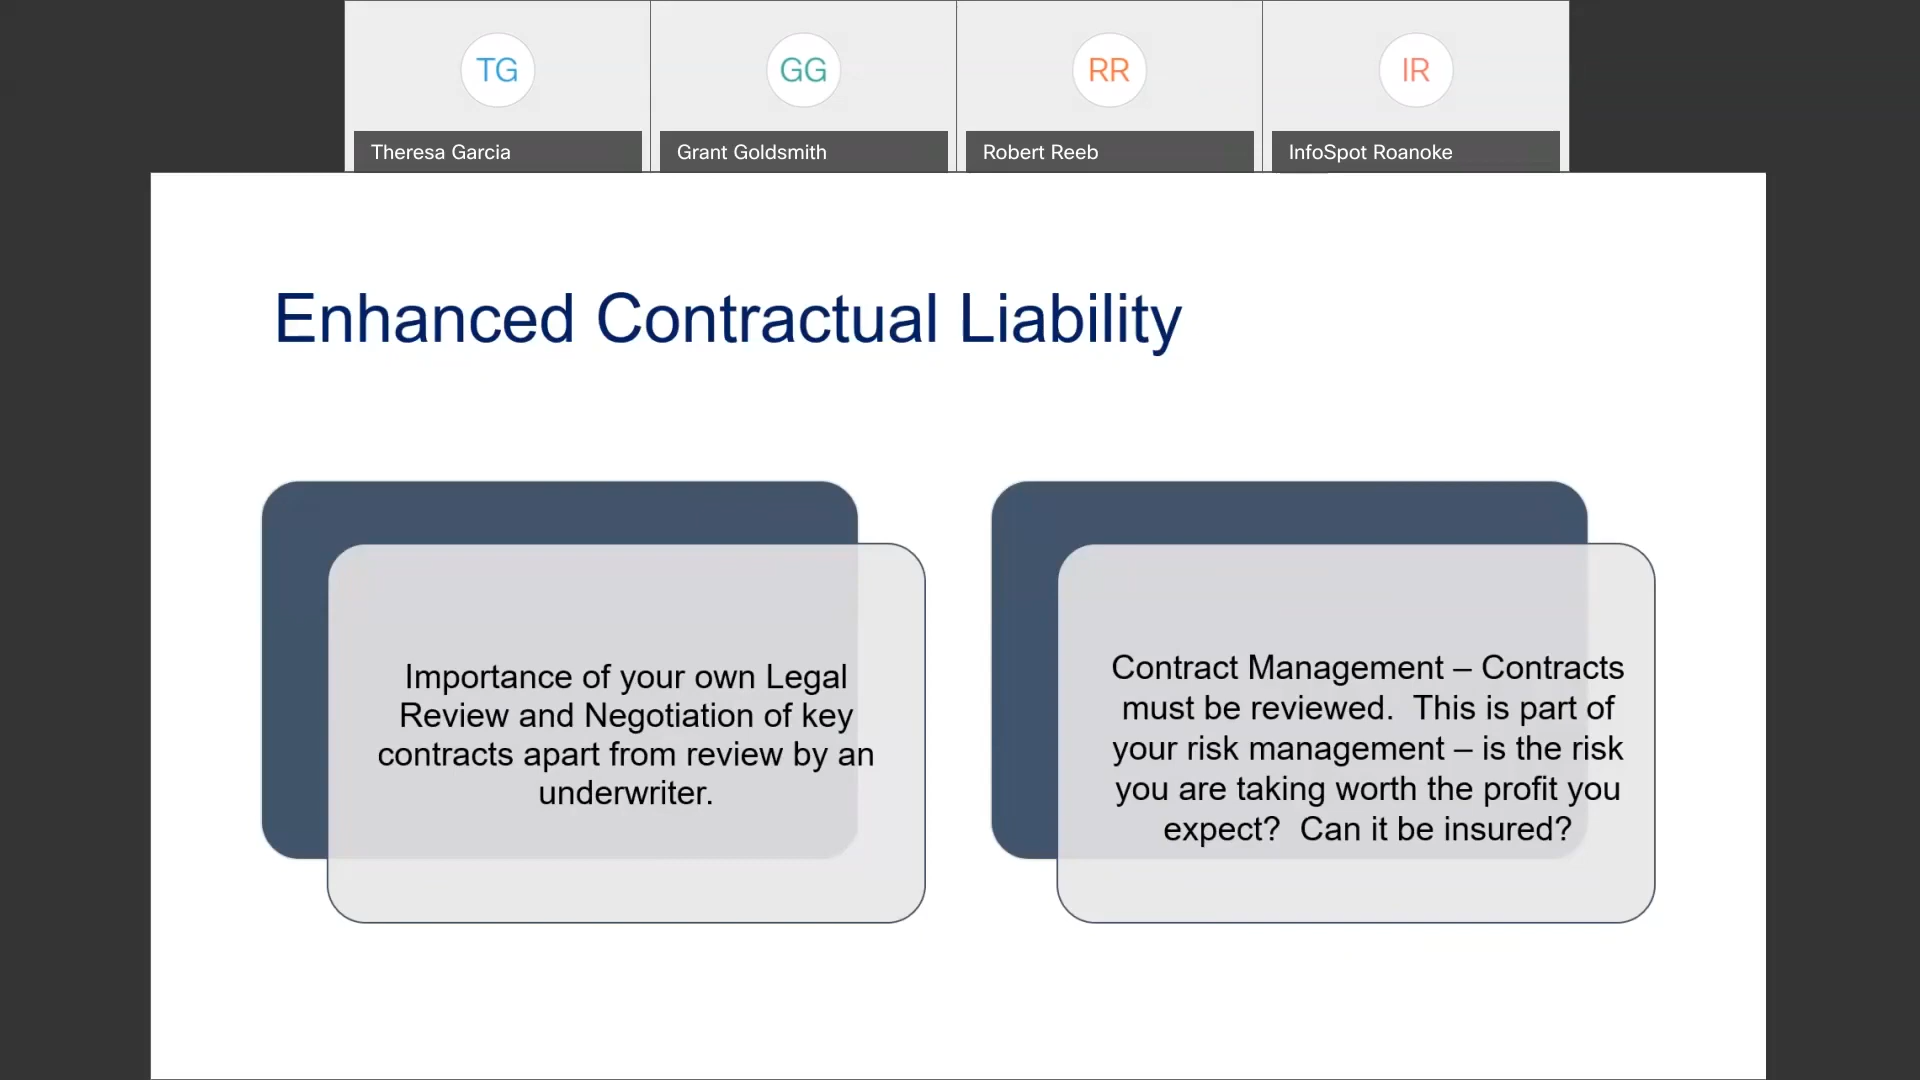 TG
GG
RR
IR
Theresa Garcia
Grant Goldsmith
Robert Reeb
InfoSpot Roanoke
Enhanced Contractual Liability
Importance of your own Legal
Review and Negotiation of key
contracts apart from review by an
underwriter.
Contract Management – Contracts
must be reviewed.  This is part of
your risk management – is the risk
you are taking worth the profit you
expect?  Can it be insured?